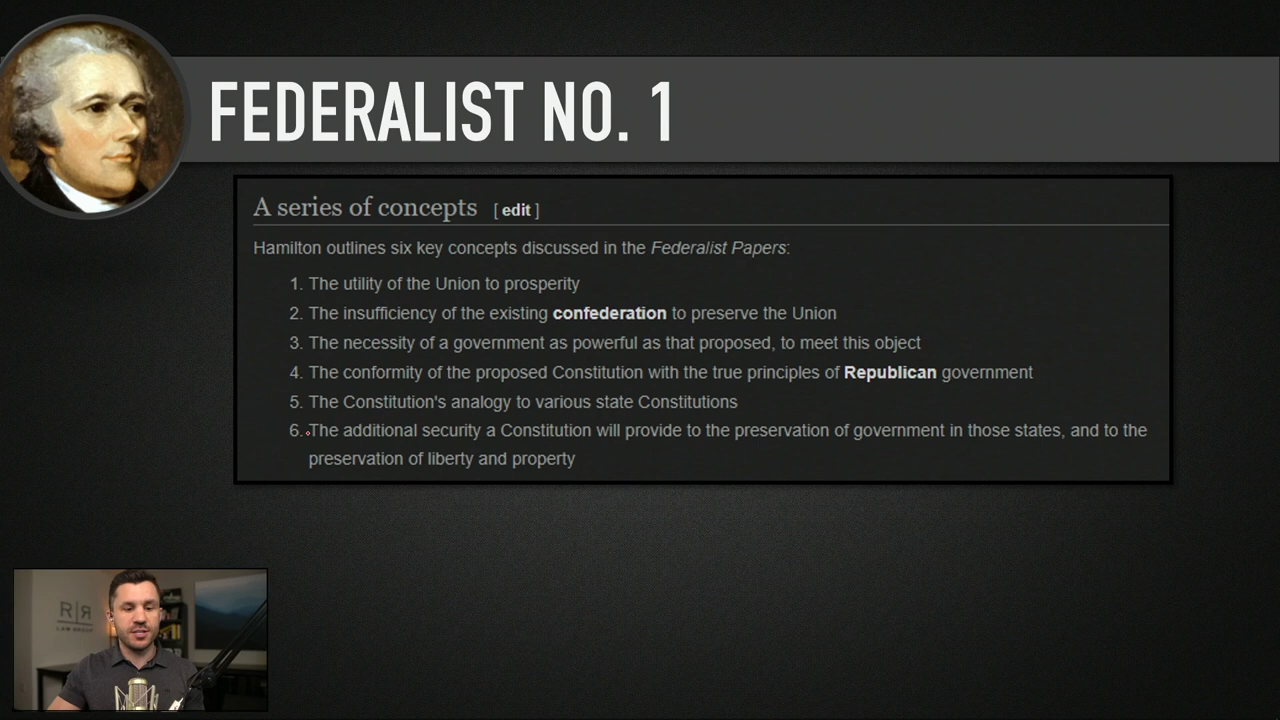 FEDERALIST NO. 1
A series of concepts [ edit ]
Hamilton outlines six key concepts discussed in the Federalist Papers:
1. The utility of the Union to prosperity
2. The insufficiency of the existing confederation to preserve the Union
3. The necessity of a government as powerful as that proposed, to meet this object
4. The conformity of the proposed Constitution with the true principles of Republican government
5. The Constitution's analogy to various state Constitutions
6. The additional security a Constitution will provide to the preservation of government in those states, and to the
preservation of liberty and property
R|R
LAW GROUP